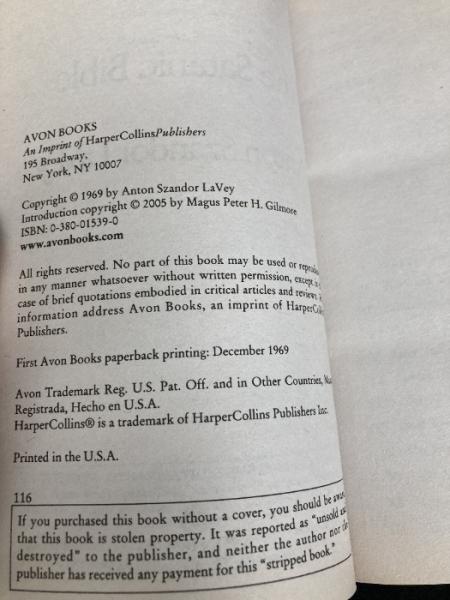 AVON BOOKS
An Imprint of HarperCollinsPublishers
195 Broadway,
New York, NY 10007
Copyright © 1969 by Anton Szandor LaVey
Introduction copyright © 2005 by Magus Peter H. Gilmore
ISBN: 0-380-01539-0
www.avonbooks.com
All rights reserved. No part of this book may be used or
in any manner whatsoever without written permission, except
case of brief quotations embodied in critical articles and reviews.
information address Avon Books, an imprint of
Publishers.
First Avon Books paperback printing: December 1969
Avon Trademark Reg. U.S. Pat. Off. and in Other Countries,
Registrada, Hecho en U.S.A.
HarperCollins® is a trademark of HarperCollins Publishers Inc.
Printed in the U.S.A.
116
If you purchased this book without a cover, you should be
that this book is stolen property. It was reported as "unsold
destroyed" to the publisher, and neither the author nor
publisher has received any payment for this "stripped book."